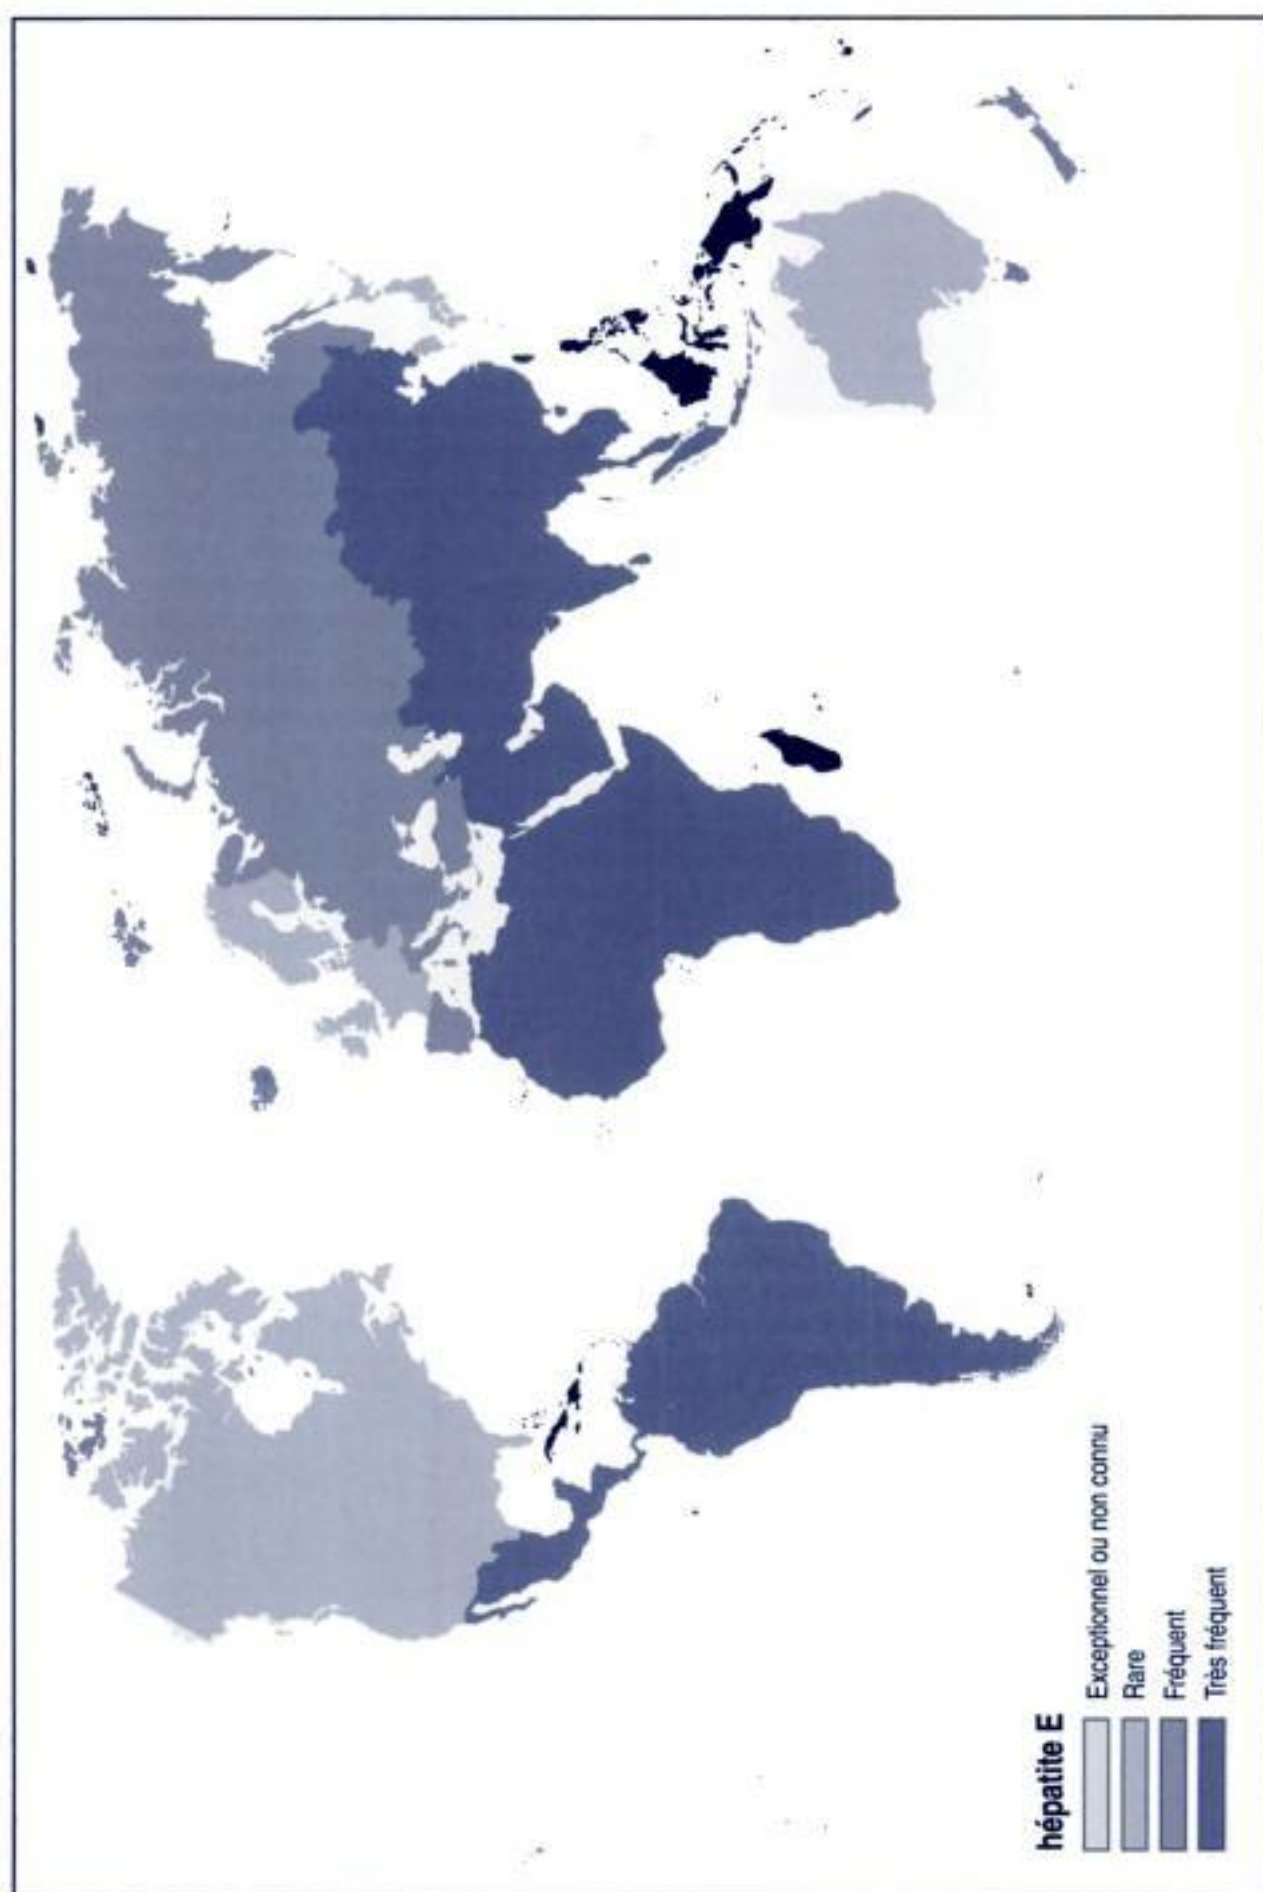 hépatite E
Exceptionnel ou non connu
Rare
Fréquent
Très fréquent